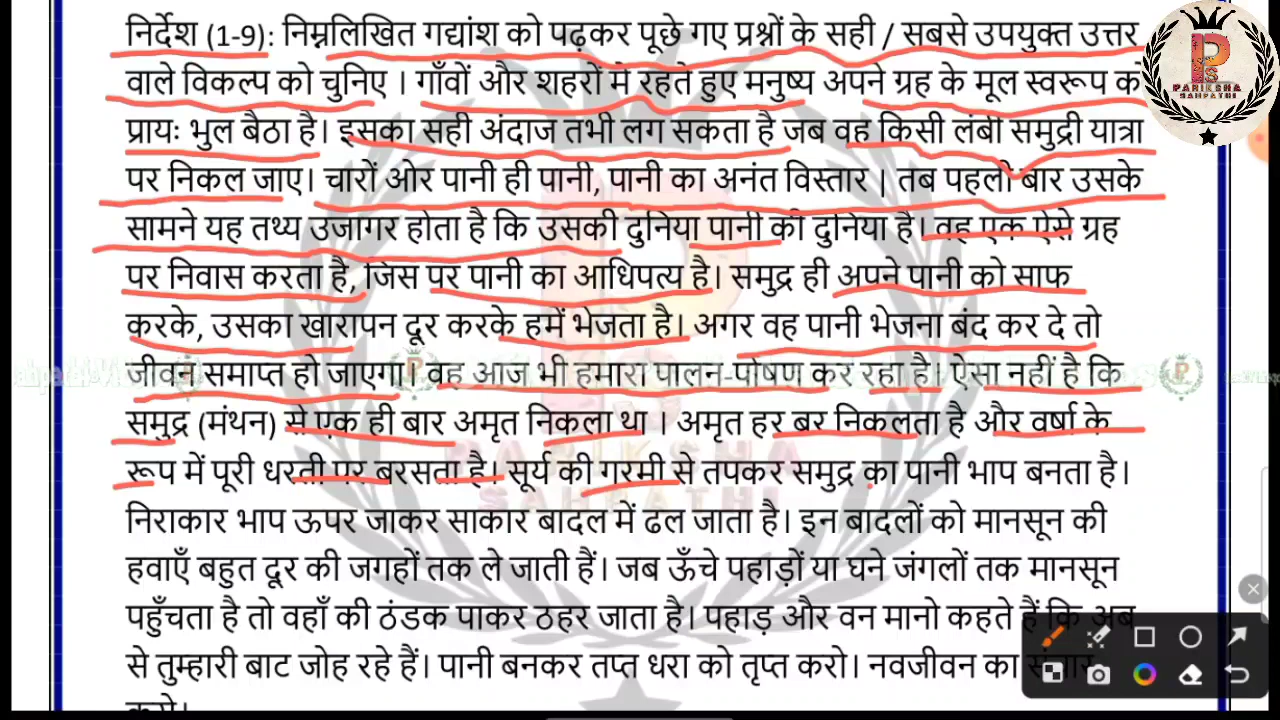 निर्देश (1-9): निम्नलिखित गद्यांश को पढ़कर पूछे गए प्रश्नों के सही / सबसे उपयुक्त उत्तर
वाले विकल्प को चुनिए । गाँवों और शहरों में रहते हुए मनुष्य अपने ग्रह के मूल स्वरूप को
प्रायः भुल बैठा है। इसका सही अंदाज तभी लग सकता है जब वह किसी लंबी समुद्री यात्रा
पर निकल जाए। चारों ओर पानी ही पानी, पानी का अनंत विस्तार । तब पहली बार उसके
सामने यह तथ्य उजागर होता है कि उसकी दुनिया पानी की दुनिया है। वह एक ऐसे ग्रह
पर निवास करता है, जिस पर पानी का आधिपत्य है। समुद्र ही अपने पानी को साफ
करके, उसका खारापन दूर करके हमें भेजता है। अगर वह पानी भेजना बंद कर दे तो
जीवन समाप्त हो जाएगा। वह आज भी हमारा पालन-पोषण कर रहा है। ऐसा नहीं है कि
समुद्र (मंथन) से एक ही बार अमृत निकला था । अमृत हर बर निकलता है और वर्षा के
रूप में पूरी धरती पर बरसता है। सूर्य की गरमी से तपकर समुद्र का पानी भाप बनता है।
निराकार भाप ऊपर जाकर साकार बादल में ढल जाता है। इन बादलों को मानसून की
हवाएँ बहुत दूर की जगहों तक ले जाती हैं। जब ऊँचे पहाड़ों या घने जंगलों तक मानसून
पहुँचता है तो वहाँ की ठंडक पाकर ठहर जाता है। पहाड़ और वन मानो कहते हैं कि अब
से तुम्हारी बाट जोह रहे हैं। पानी बनकर तप्त धरा को तृप्त करो। नवजीवन का संचार
करो।
PARIKSHA
SAHPATHI
PARIKSHA
SAHPATHI